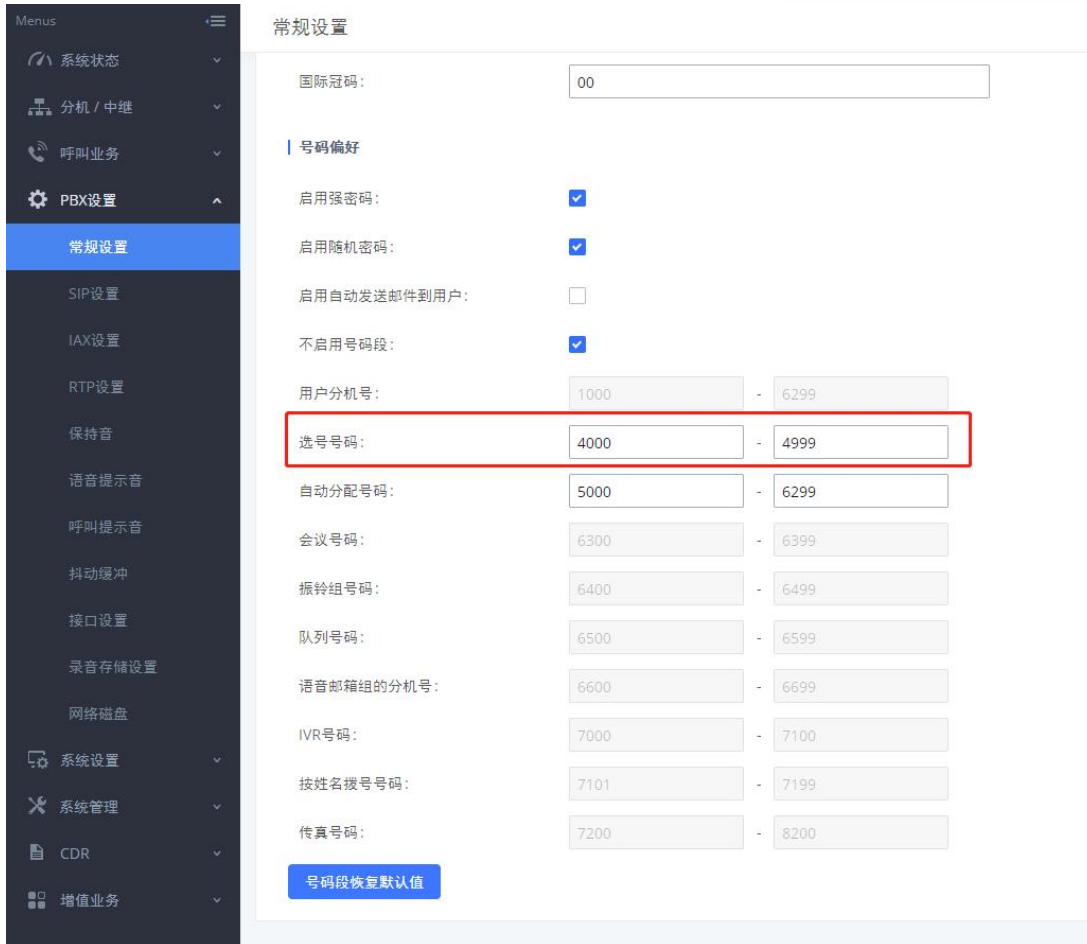 Menus
系统状态
分机 / 中继
呼叫业务
PBX设置
常规设置
SIP设置
IAX设置
RTP设置
保持音
语音提示音
呼叫提示音
抖动缓冲
接口设置
录音存储设置
网络磁盘
系统设置
系统管理
CDR
增值业务
常规设置
国际冠码： 00
号码偏好
启用强密码：
启用随机密码：
启用自动发送邮件到用户：
不启用号码段：
用户分机号： 1000 - 6299
选号号码： 4000 - 4999
自动分配号码： 5000 - 6299
会议号码： 6300 - 6399
振铃组号码： 6400 - 6499
队列号码： 6500 - 6599
语音邮箱组的分机号： 6600 - 6699
IVR号码： 7000 - 7100
按姓名拨号号码： 7101 - 7199
传真号码： 7200 - 8200
号码段恢复默认值